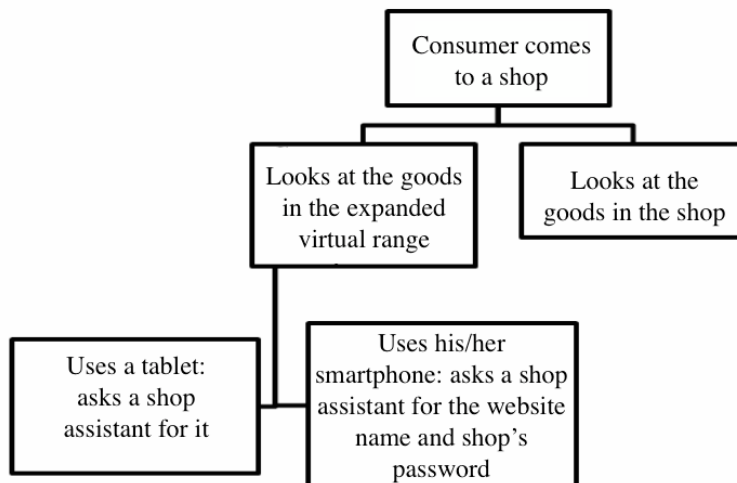 Consumer comes
to a shop
Looks at the goods
in the expanded
virtual range
Looks at the
goods in the shop
Uses a tablet:
asks a shop
assistant for it
Uses his/her
smartphone: asks a shop
assistant for the website
name and shop's
password